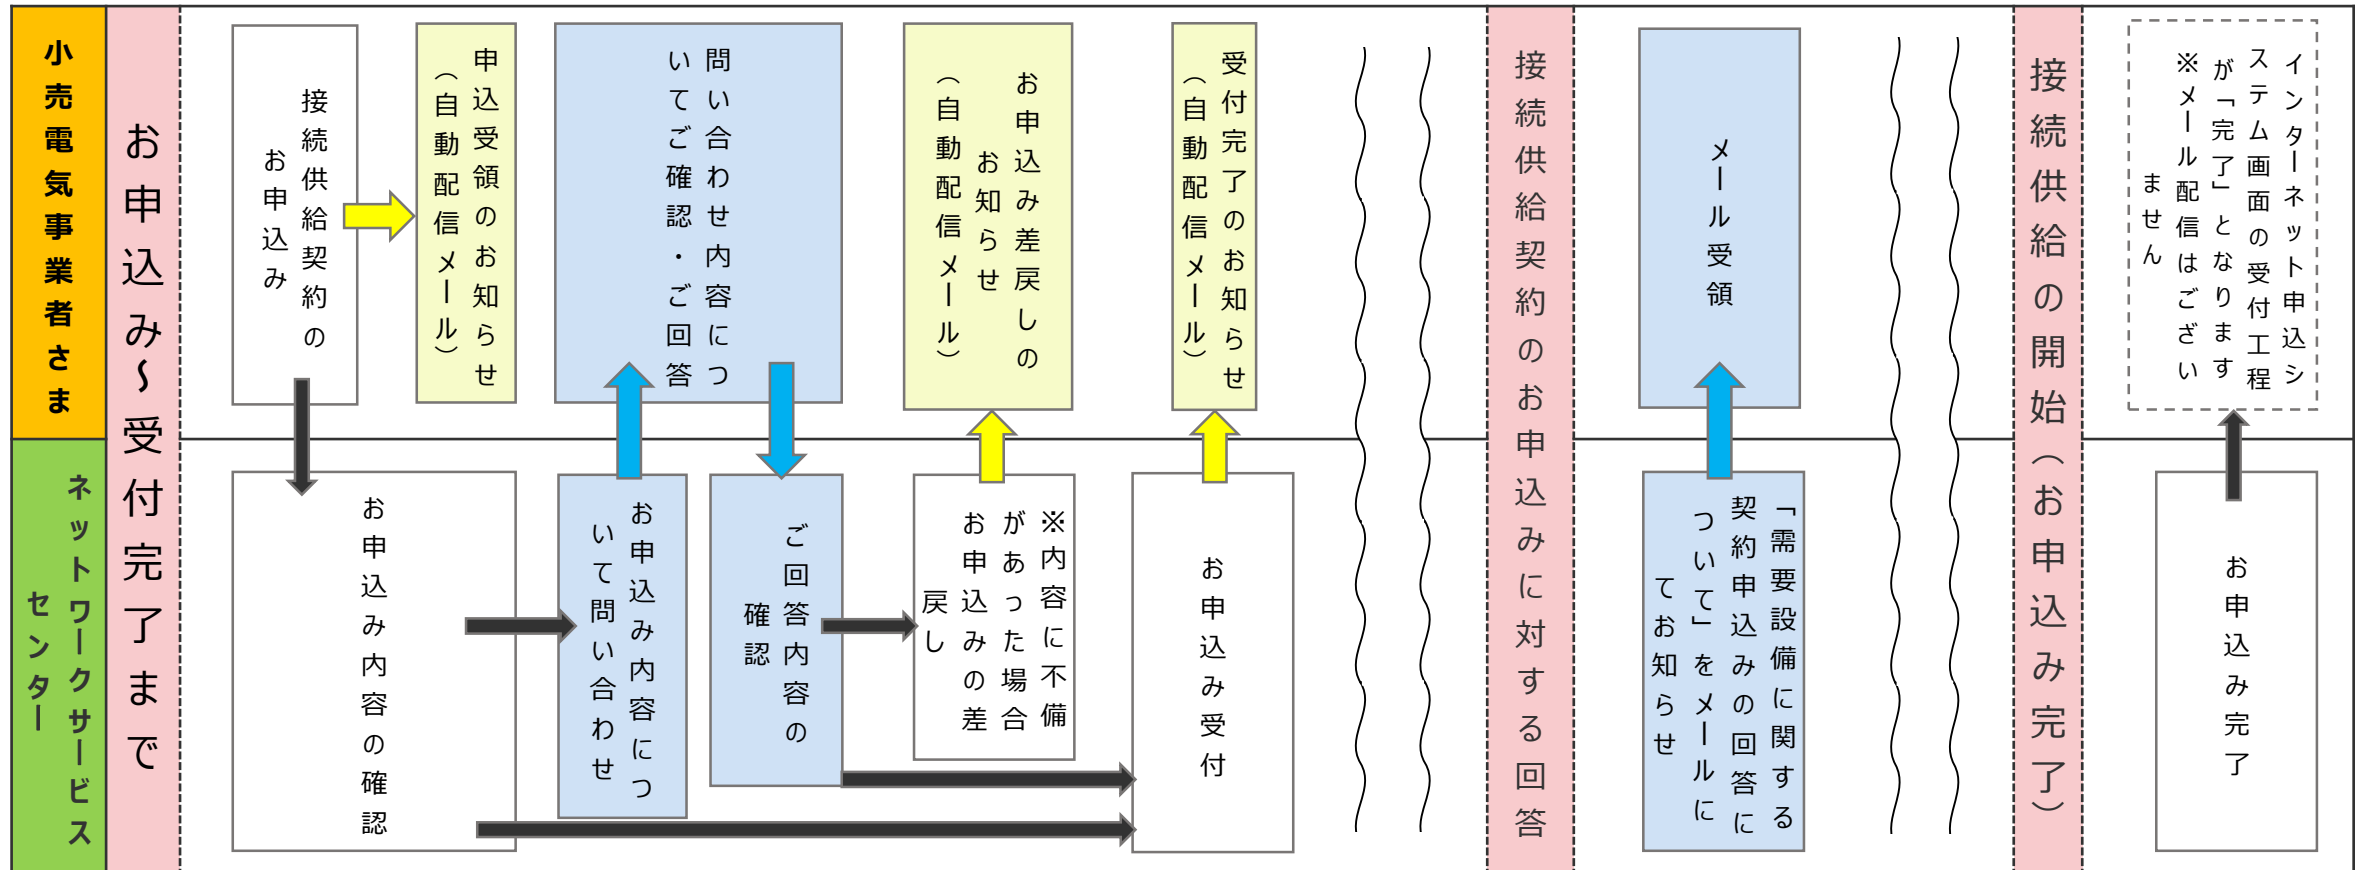 小売電気事業者さま
ネットワークサービス
センター
お申込み～受付完了まで
接続供給契約の
お申込み
申込受領のお知らせ
（自動配信メール）
問い合わせ内容につ
いてご確認・ご回答
お申込み差戻しの
お知らせ
（自動配信メール）
受付完了のお知らせ
（自動配信メール）
お申込み内容の確認
お申込み内容につ
いて問い合わせ
ご回答内容の
確認
※内容に不備
があった場合
お申込みの差
戻し
お申込み受付
接続供給契約のお申込みに対する回答
メール受領
「需要設備に関する
契約申込みの回答に
ついて」をメールに
てお知らせ
接続供給の開始（お申込み完了）
インターネット申込シ
ステム画面の受付工程
が「完了」となります
※メール配信はござい
ません
お申込み完了